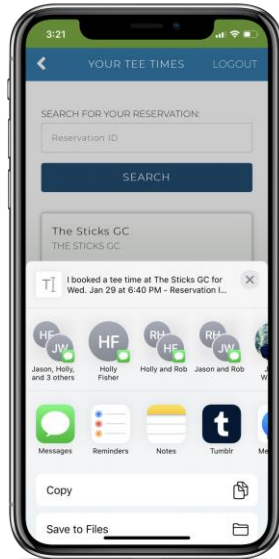 3:21
YOUR TEE TIMES
LOGOUT
SEARCH FOR YOUR RESERVATION:
Reservation ID
SEARCH
The Sticks GC
THE STICKS GC
I booked a tee time at The Sticks GC for
Wed. Jan 29 at 6:40 PM - Reservation I...
HF
JW
HF
RH
HF
RH
JW
Jason, Holly,
and 3 others
Holly
Fisher
Holly and Rob
Jason and Rob
J
W
t
Messages
Reminders
Notes
Tumblr
Me
Copy
Save to Files